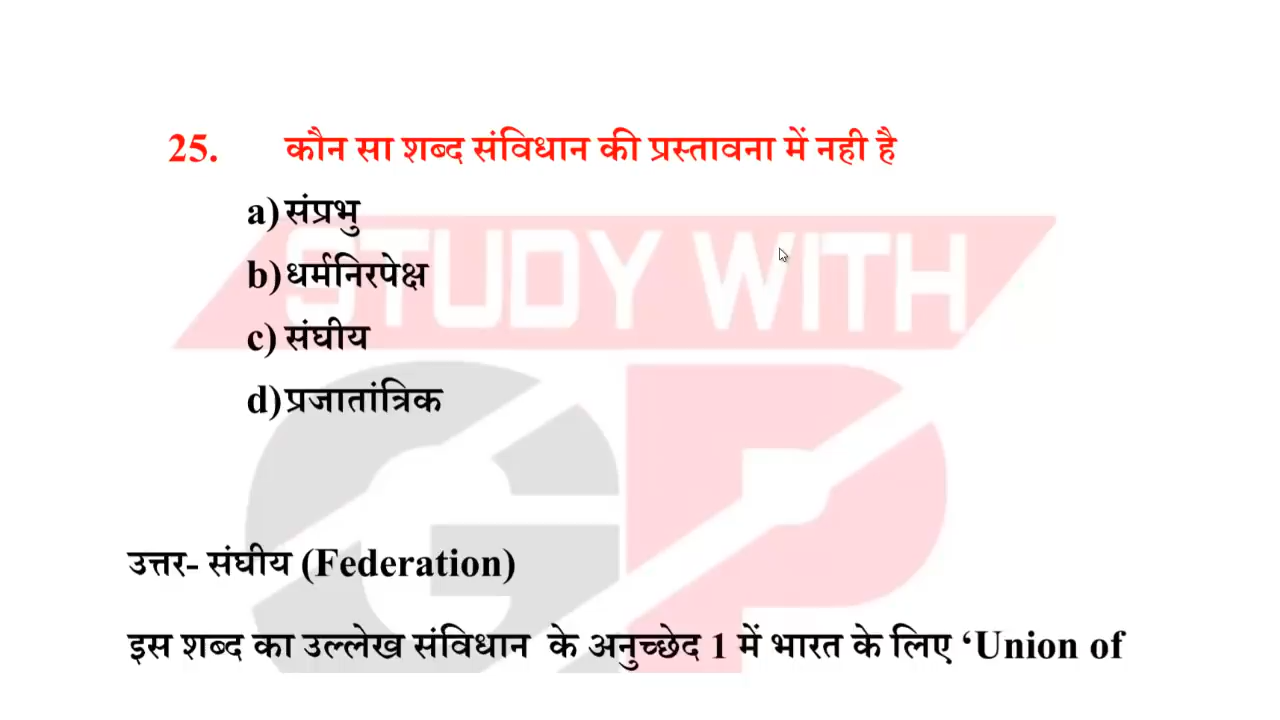 25. कौन सा शब्द संविधान की प्रस्तावना में नही है
a) संप्रभु
b) धर्मनिरपेक्ष
c) संघीय
d) प्रजातांत्रिक
STUDY WITH
GP
उत्तर- संघीय (Federation)
इस शब्द का उल्लेख संविधान के अनुच्छेद 1 में भारत के लिए ‘Union of